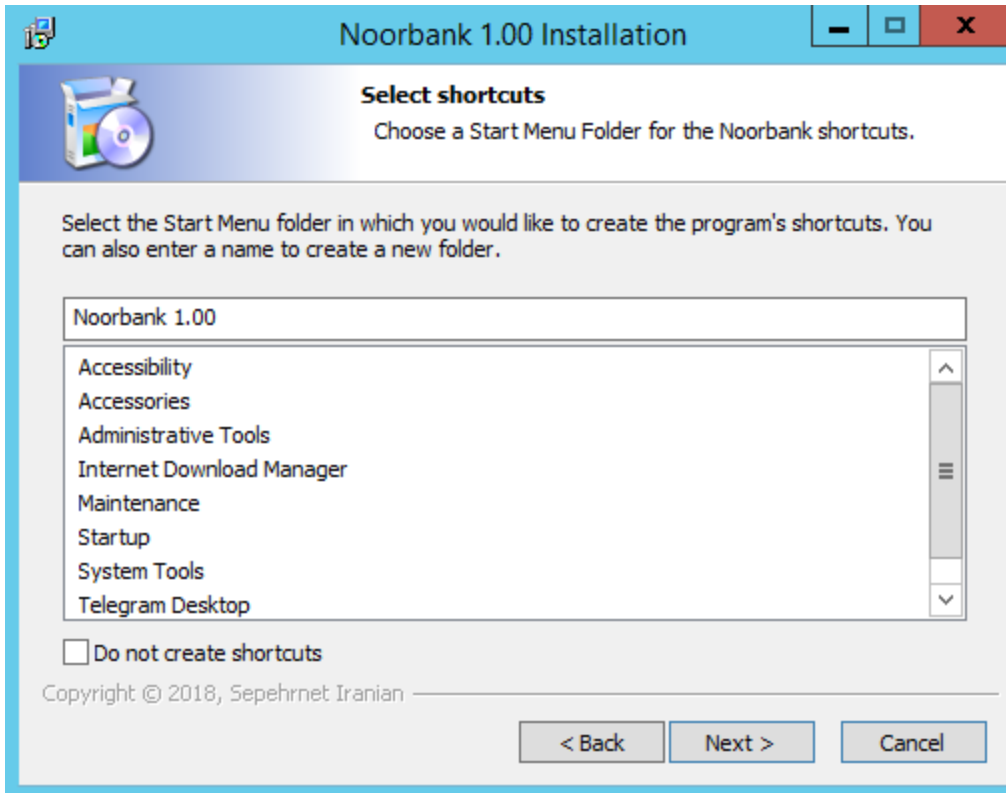 Noorbank 1.00 Installation
Select shortcuts
Choose a Start Menu Folder for the Noorbank shortcuts.
Select the Start Menu folder in which you would like to create the program's shortcuts. You
can also enter a name to create a new folder.
Noorbank 1.00
Accessibility
Accessories
Administrative Tools
Internet Download Manager
Maintenance
Startup
System Tools
Telegram Desktop
Do not create shortcuts
Copyright © 2018, Sepehrnet Iranian
< Back
Next >
Cancel